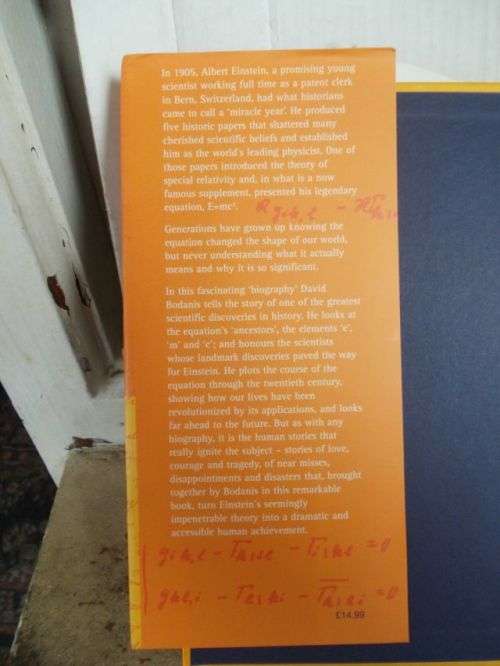 In 1905, Albert Einstein, a promising young
scientist working full time as a patent clerk
in Bern, Switzerland, had what historians
came to call a 'miracle year'. He produced
five historic papers that shattered many
cherished scientific beliefs and established
him as the world's leading physicist. One of
those papers introduced the theory of
special relativity and, in what is a now
famous supplement, presented his legendary
equation, E=mc².
Generations have grown up knowing the
equation changed the shape of our world,
but never understanding what it actually
means and why it is so significant.
In this fascinating 'biography' David
Bodanis tells the story of one of the greatest
scientific discoveries in history. He looks at
the equation's 'ancestors', the elements 'e',
'm' and 'c'; and honours the scientists
whose landmark discoveries paved the way
for Einstein. He plots the course of the
equation through the twentieth century,
showing how our lives have been
revolutionized by its applications, and looks
far ahead to the future. But as with any
biography, it is the human stories that
really ignite the subject – stories of love,
courage and tragedy, of near misses,
disappointments and disasters that, brought
together by Bodanis in this remarkable
book, turn Einstein's seemingly
impenetrable theory into a dramatic and
accessible human achievement.
£14.99